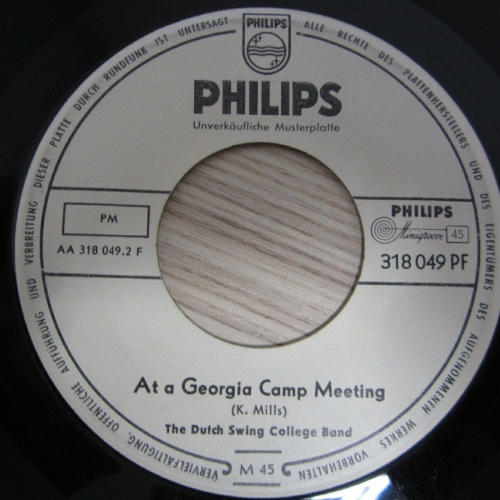 PHILIPS
PHILIPS
Unverkäufliche Musterplatte
PM
AA 318 049.2 F
PHILIPS
Minigroove 45
318 049 PF
At a Georgia Camp Meeting
(K. Mills)
The Dutch Swing College Band
M 45
ALLE RECHTE DES PLATTENHERSTELLERS UND DES EIGENTÜMERS DES AUFGENOMMENEN WERKES VORBEHALTEN
VERVIELFÄLTIGUNG, ÖFFENTLICHE AUFFÜHRUNG UND VERBREITUNG DIESER PLATTE DURCH RUNDFUNK IST UNTERSAGT